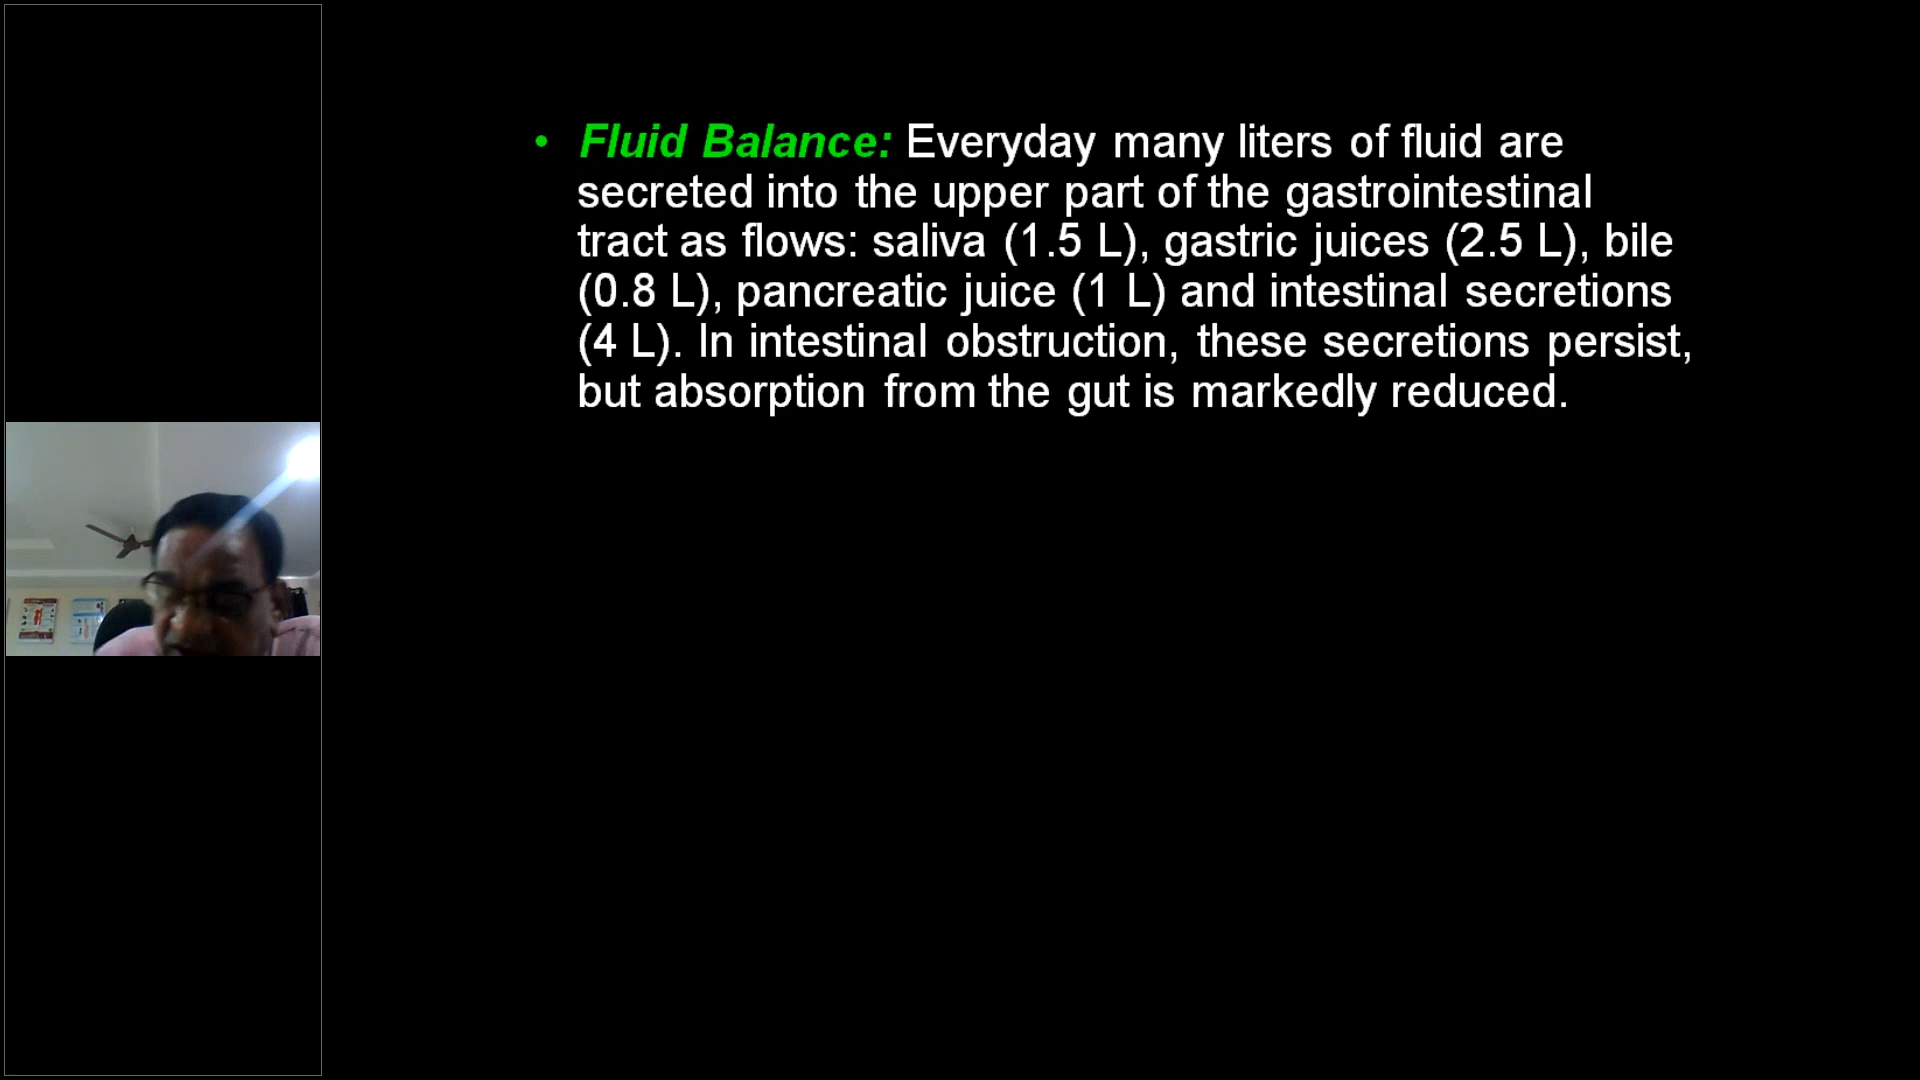 • Fluid Balance: Everyday many liters of fluid are
secreted into the upper part of the gastrointestinal
tract as flows: saliva (1.5 L), gastric juices (2.5 L), bile
(0.8 L), pancreatic juice (1 L) and intestinal secretions
(4 L). In intestinal obstruction, these secretions persist,
but absorption from the gut is markedly reduced.